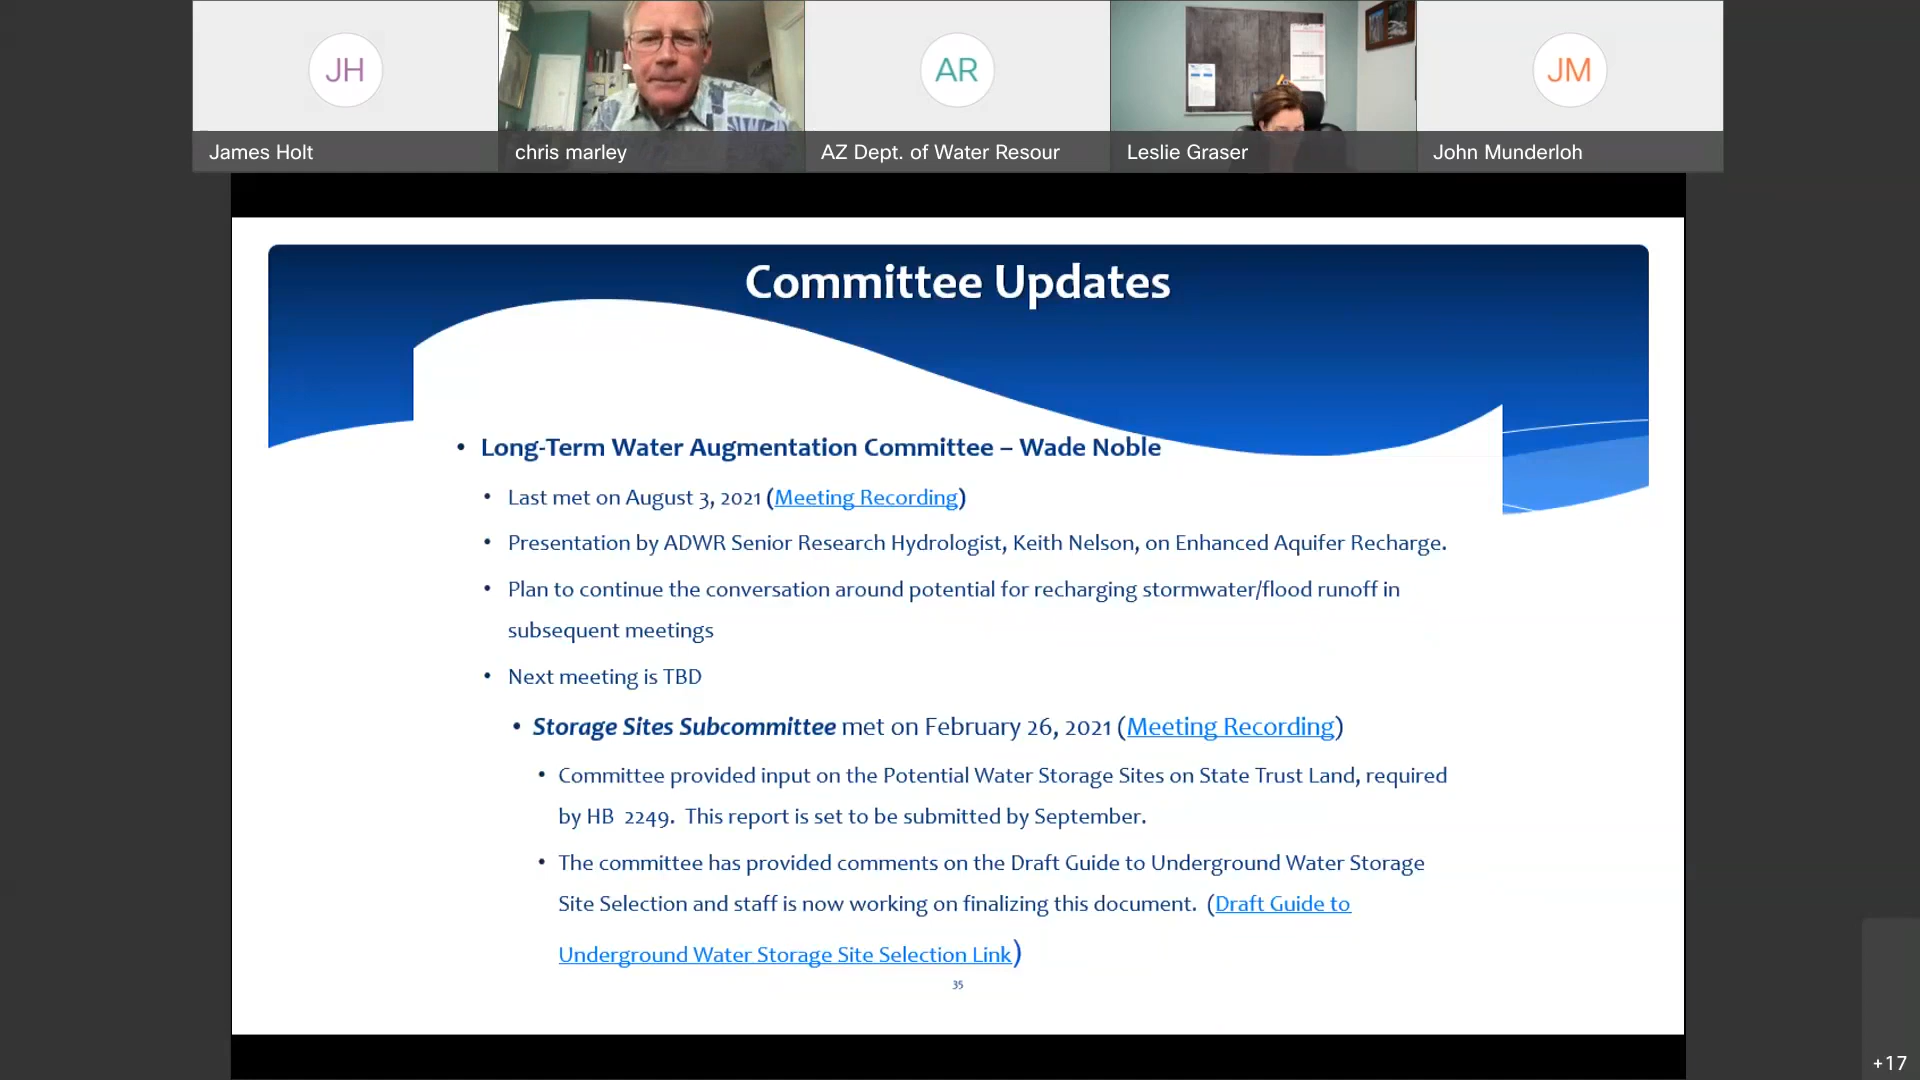 JH
AR
JM
James Holt
chris marley
AZ Dept. of Water Resour
Leslie Graser
John Munderloh
Committee Updates
• Long-Term Water Augmentation Committee – Wade Noble
• Last met on August 3, 2021 (Meeting Recording)
• Presentation by ADWR Senior Research Hydrologist, Keith Nelson, on Enhanced Aquifer Recharge.
• Plan to continue the conversation around potential for recharging stormwater/flood runoff in
subsequent meetings
• Next meeting is TBD
• Storage Sites Subcommittee met on February 26, 2021 (Meeting Recording)
• Committee provided input on the Potential Water Storage Sites on State Trust Land, required
by HB 2249. This report is set to be submitted by September.
• The committee has provided comments on the Draft Guide to Underground Water Storage
Site Selection and staff is now working on finalizing this document. (Draft Guide to
Underground Water Storage Site Selection Link)
35
+17